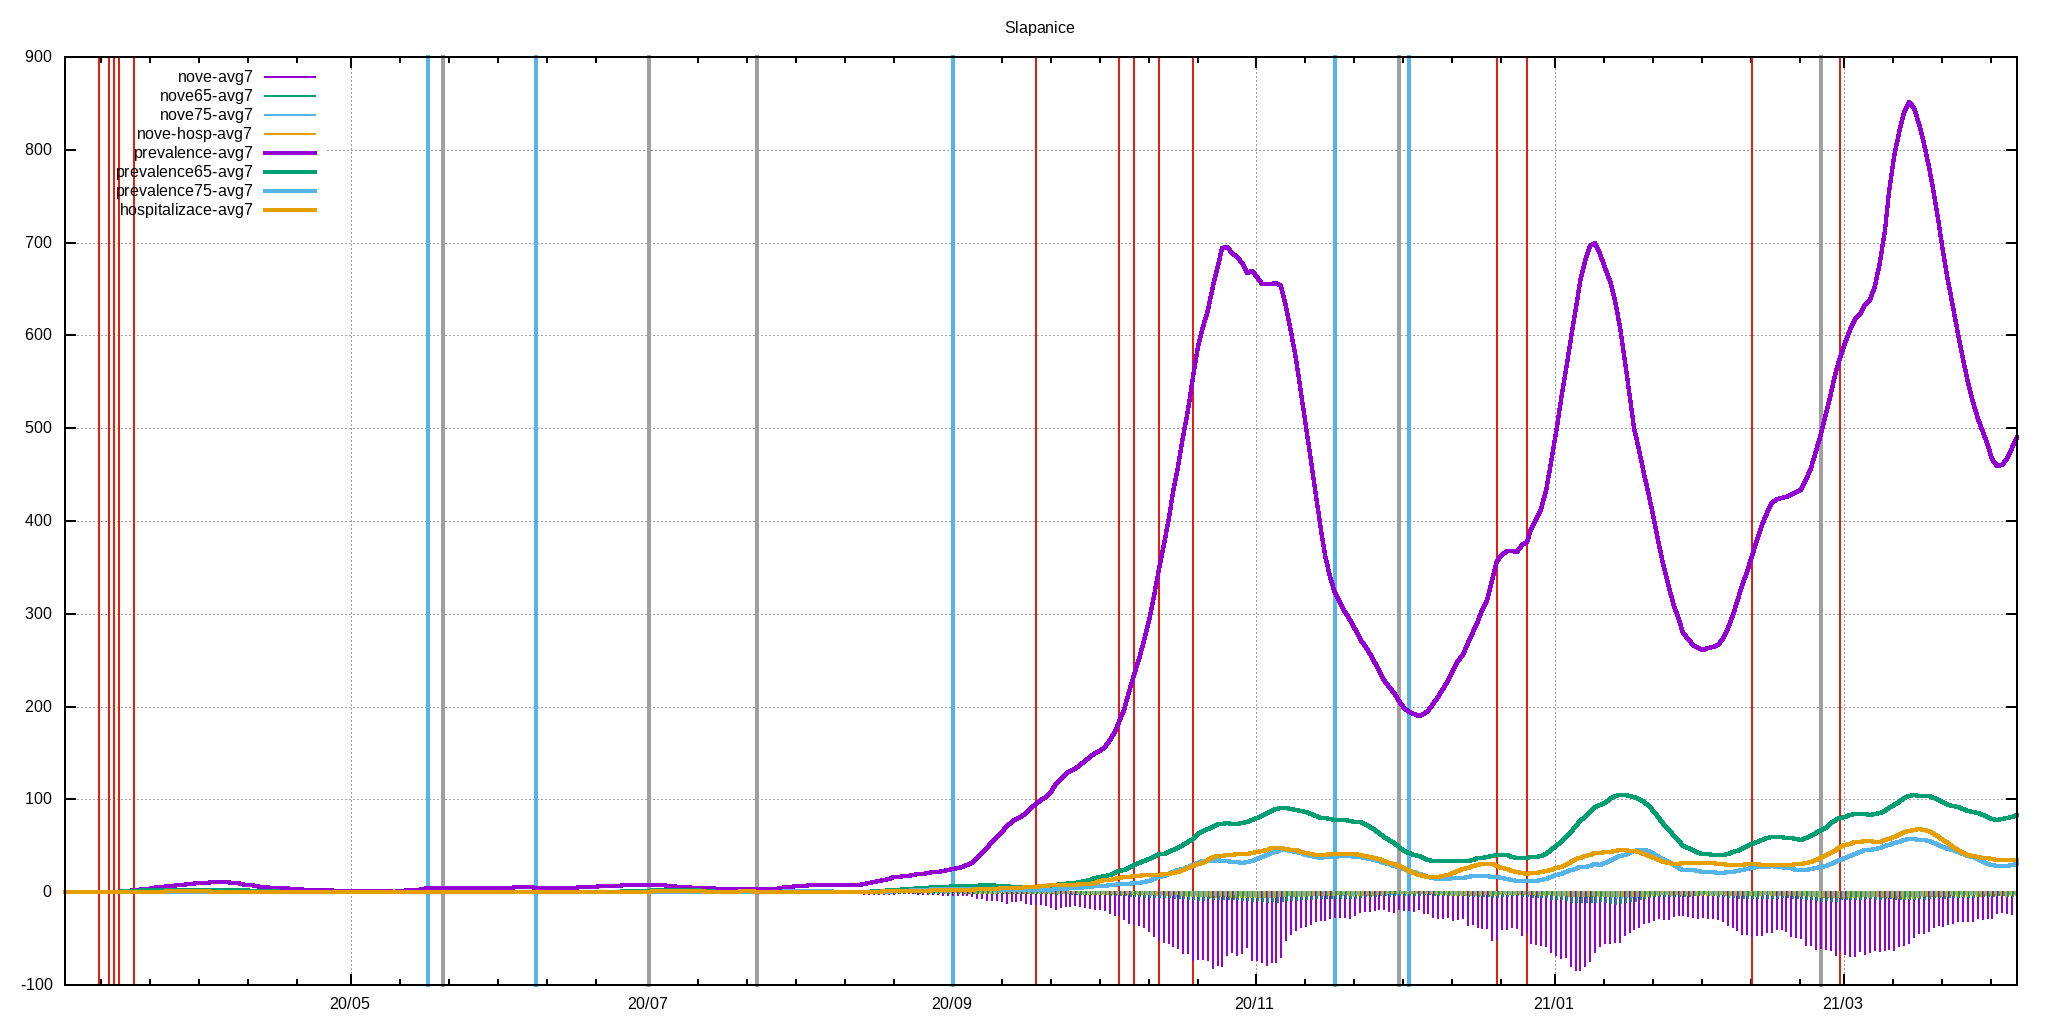 Slapanice
900
800
700
600
500
400
300
200
100
0
-100
nove-avg7
nove65-avg7
nove75-avg7
nove-hosp-avg7
prevalence-avg7
prevalence65-avg7
prevalence75-avg7
hospitalizace-avg7
20/05 20/07 20/09 20/11 21/01 21/03